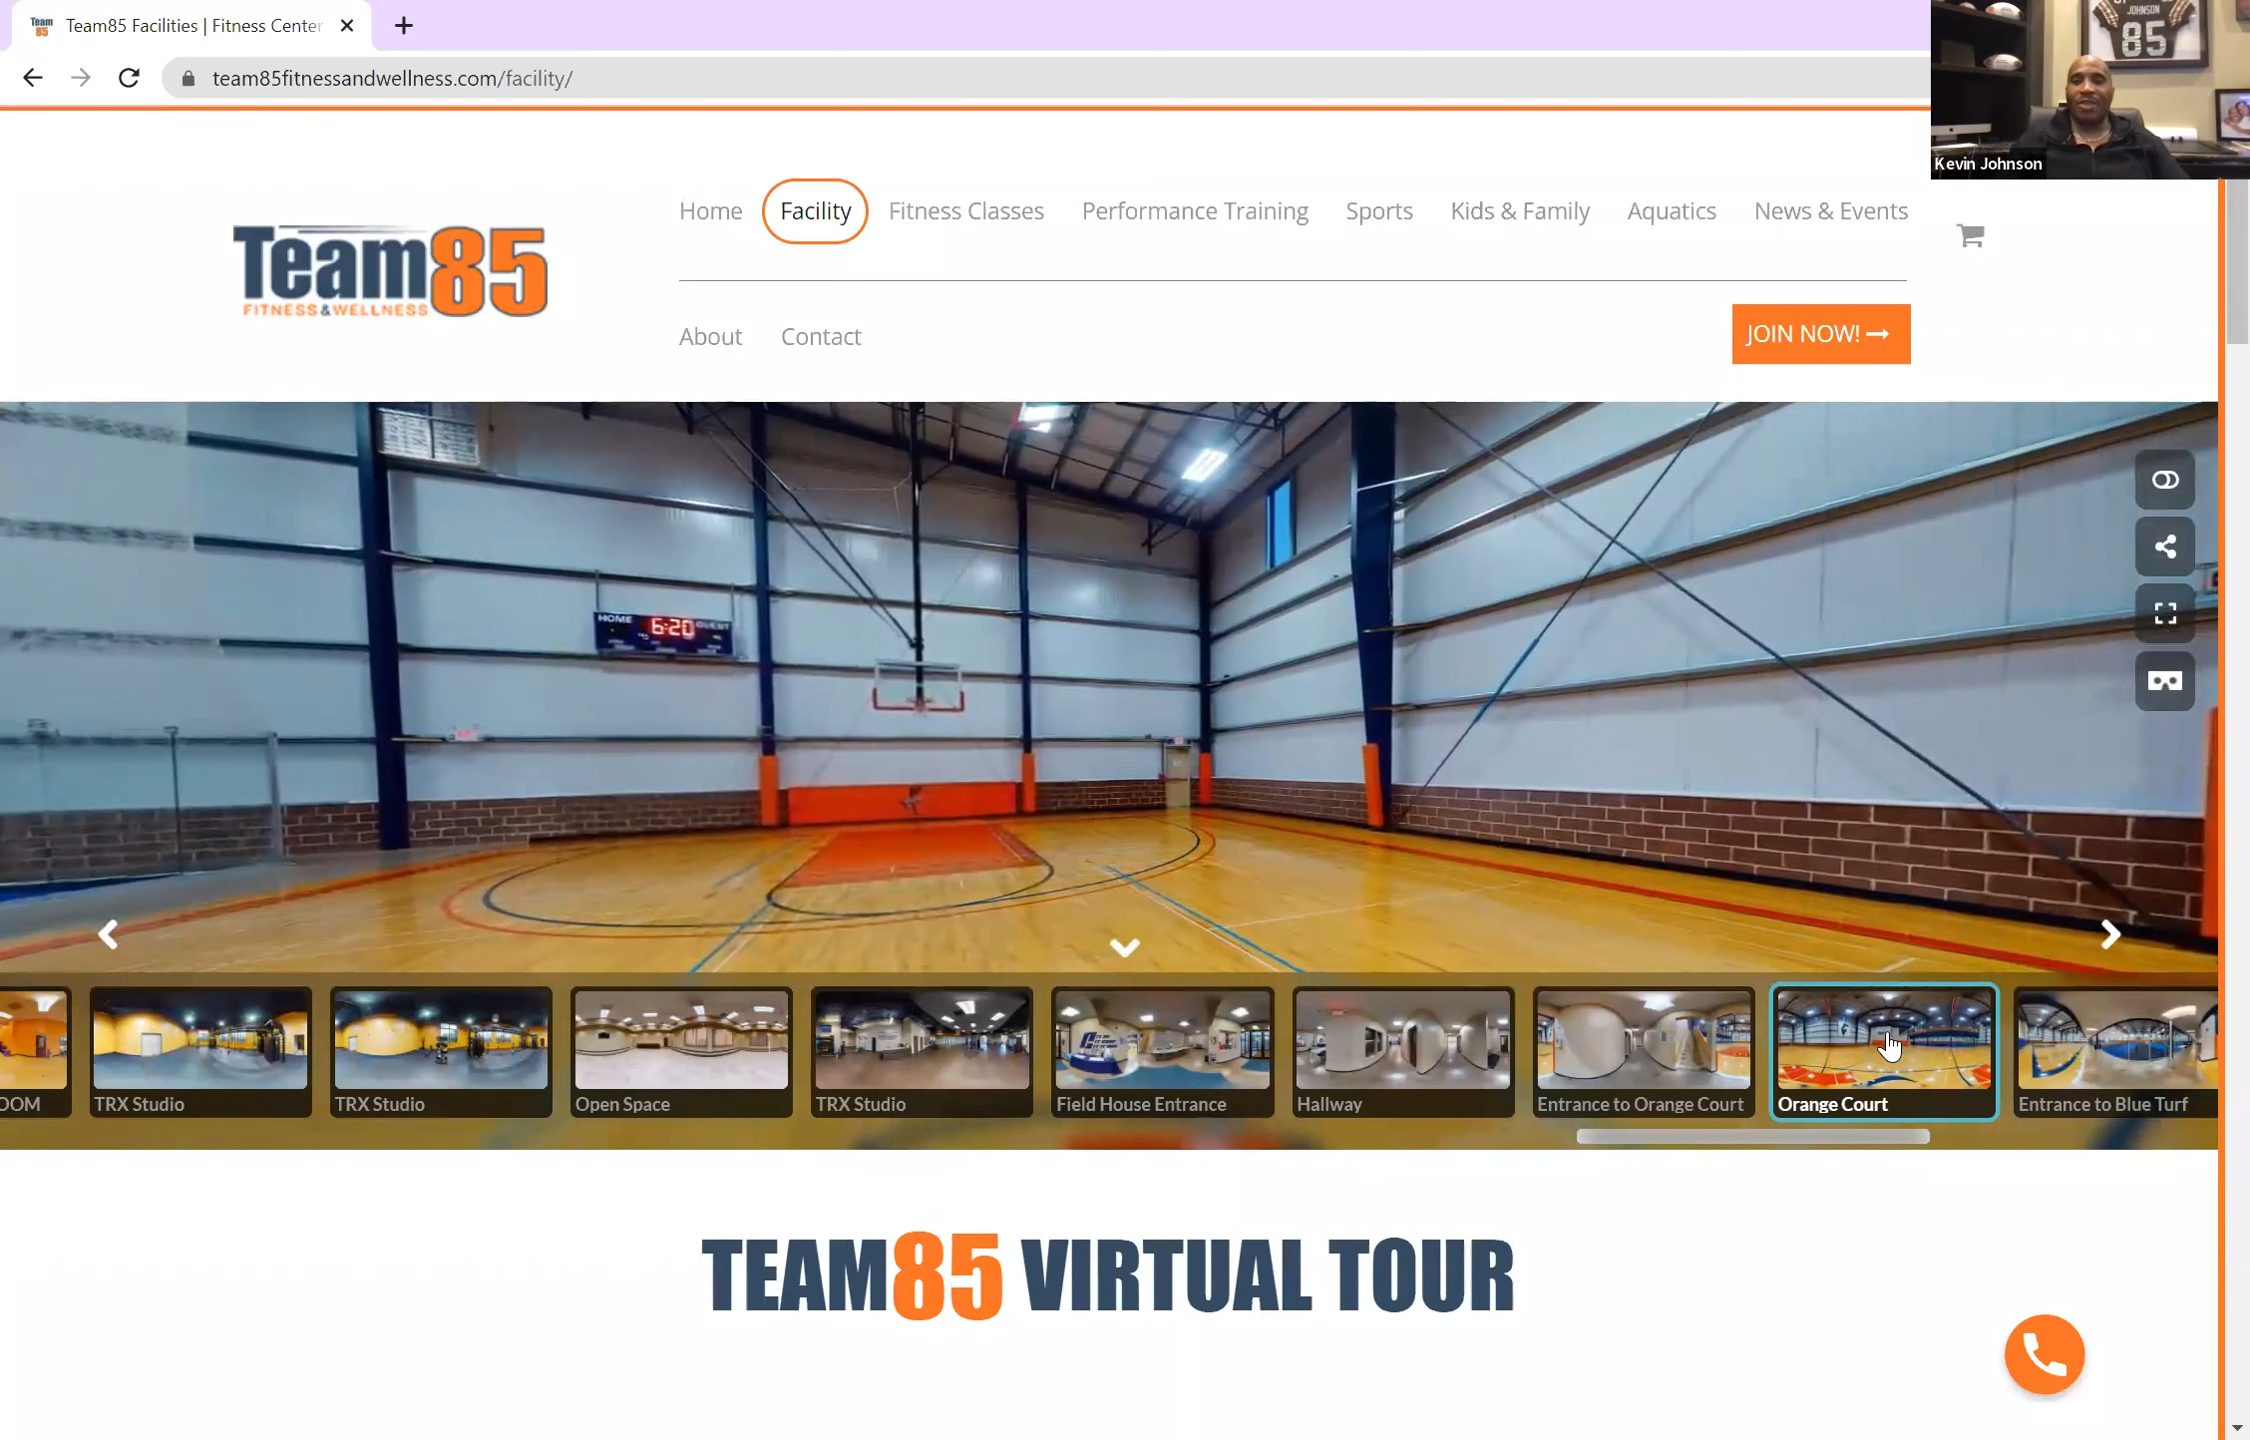 Team85 Facilities | Fitness Center
team85fitnessandwellness.com/facility/
JOHNSON
85
Kevin Johnson
Home Facility Fitness Classes Performance Training Sports Kids & Family Aquatics News & Events
Team85
FITNESS&WELLNESS
About Contact
JOIN NOW!
HOME 6:20 GUEST
OOM
TRX Studio
TRX Studio
Open Space
TRX Studio
Field House Entrance
Hallway
Entrance to Orange Court
Orange Court
Entrance to Blue Turf
TEAM85 VIRTUAL TOUR